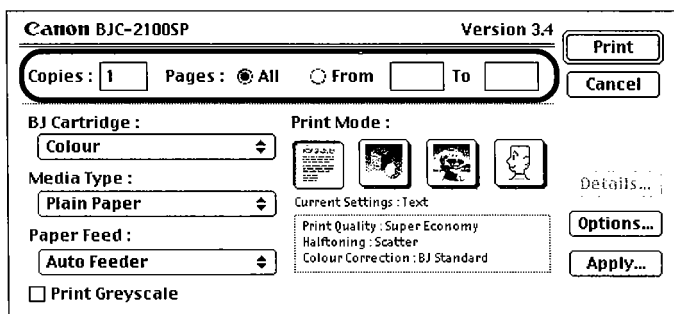 Canon BJC-2100SP Version 3.4
Print
Copies : 1 Pages : All From To
Cancel
BJ Cartridge :
Colour
Print Mode :
Media Type :
Plain Paper
Current Settings : Text
Details...
Print Quality : Super Economy
Halftoning : Scatter
Colour Correction : BJ Standard
Options...
Paper Feed :
Auto Feeder
Apply...
Print Greyscale